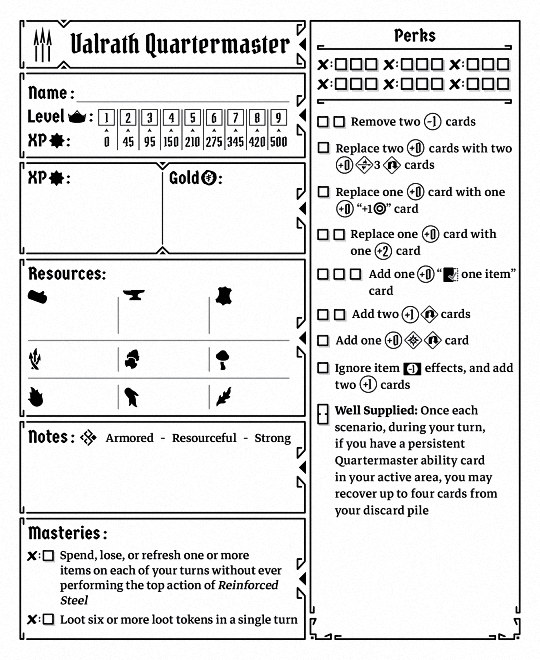 Valrath Quartermaster
Name:
Level: 1 2 3 4 5 6 7 8 9
XP: 0 45 95 150 210 275 345 420 500
XP:
Gold:
Resources:
Notes: Armored - Resourceful - Strong
Masteries:
Spend, lose, or refresh one or more
items on each of your turns without ever
performing the top action of Reinforced
Steel
Loot six or more loot tokens in a single turn
Perks
Remove two -1 cards
Replace two +0 cards with two
+0 3 cards
Replace one +0 card with one
+0 "+1" card
Replace one +0 card with
one +2 card
Add one +0 " one item"
card
Add two +1 cards
Add one +0 card
Ignore item -1 effects, and add
two +1 cards
Well Supplied: Once each
scenario, during your turn,
if you have a persistent
Quartermaster ability card
in your active area, you may
recover up to four cards from
your discard pile